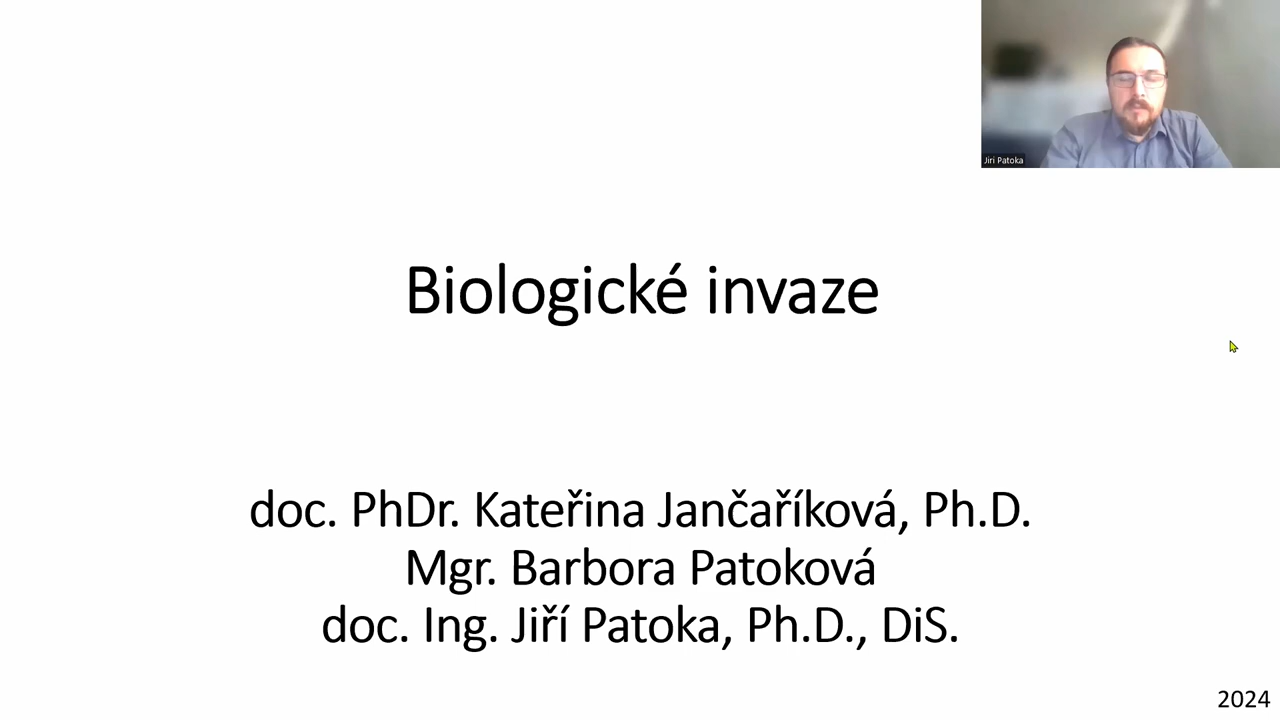 Jiri Patoka
Biologické invaze
doc. PhDr. Kateřina Jančaříková, Ph.D.
Mgr. Barbora Patoková
doc. Ing. Jiří Patoka, Ph.D., DiS.
2024